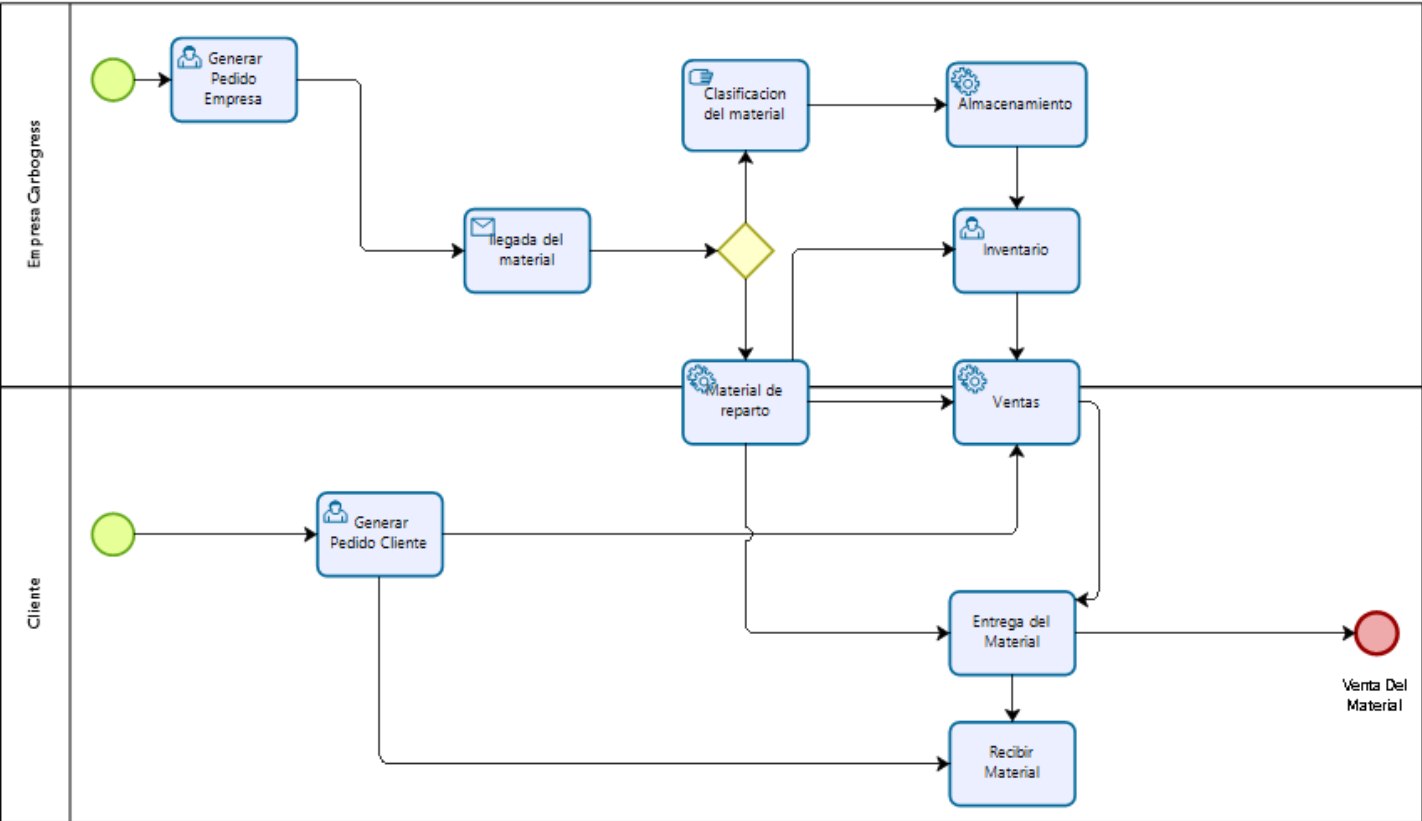 Empresa Carbogress
Generar
Pedido
Empresa
llegada del
material
Clasificacion
del material
Almacenamiento
Inventario
Material de
reparto
Ventas
Cliente
Generar
Pedido Cliente
Entrega del
Material
Recibir
Material
Venta Del
Material